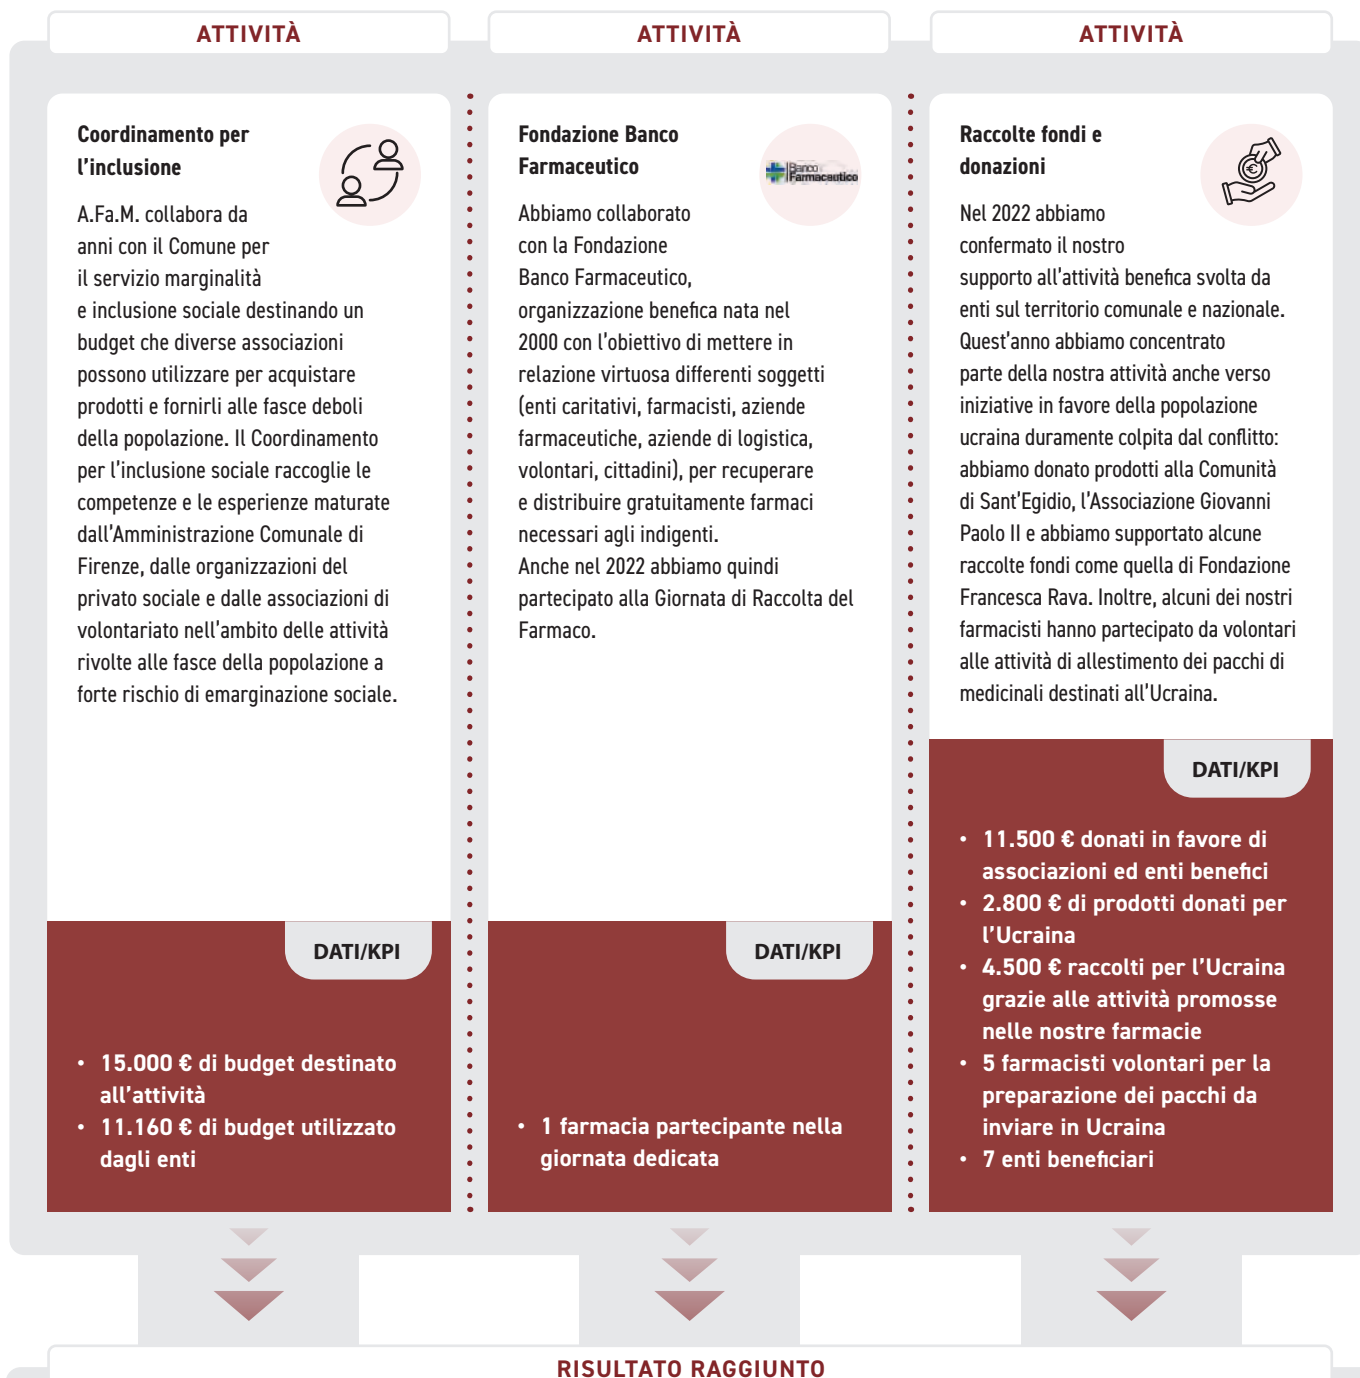 ATTIVITÀ
Coordinamento per
l’inclusione
A.Fa.M. collabora da
anni con il Comune per
il servizio marginalità
e inclusione sociale destinando un
budget che diverse associazioni
possono utilizzare per acquistare
prodotti e fornirli alle fasce deboli
della popolazione. Il Coordinamento
per l’inclusione sociale raccoglie le
competenze e le esperienze maturate
dall’Amministrazione Comunale di
Firenze, dalle organizzazioni del
privato sociale e dalle associazioni di
volontariato nell’ambito delle attività
rivolte alle fasce della popolazione a
forte rischio di emarginazione sociale.
DATI/KPI
• 15.000 € di budget destinato
all’attività
• 11.160 € di budget utilizzato
dagli enti
ATTIVITÀ
Fondazione Banco
Farmaceutico
Banco
Farmaceutico
Abbiamo collaborato
con la Fondazione
Banco Farmaceutico,
organizzazione benefica nata nel
2000 con l’obiettivo di mettere in
relazione virtuosa differenti soggetti
(enti caritativi, farmacisti, aziende
farmaceutiche, aziende di logistica,
volontari, cittadini), per recuperare
e distribuire gratuitamente farmaci
necessari agli indigenti.
Anche nel 2022 abbiamo quindi
partecipato alla Giornata di Raccolta del
Farmaco.
DATI/KPI
• 1 farmacia partecipante nella
giornata dedicata
ATTIVITÀ
Raccolte fondi e
donazioni
Nel 2022 abbiamo
confermato il nostro
supporto all’attività benefica svolta da
enti sul territorio comunale e nazionale.
Quest’anno abbiamo concentrato
parte della nostra attività anche verso
iniziative in favore della popolazione
ucraina duramente colpita dal conflitto:
abbiamo donato prodotti alla Comunità
di Sant’Egidio, l’Associazione Giovanni
Paolo II e abbiamo supportato alcune
raccolte fondi come quella di Fondazione
Francesca Rava. Inoltre, alcuni dei nostri
farmacisti hanno partecipato da volontari
alle attività di allestimento dei pacchi di
medicinali destinati all’Ucraina.
DATI/KPI
• 11.500 € donati in favore di
associazioni ed enti benefici
• 2.800 € di prodotti donati per
l’Ucraina
• 4.500 € raccolti per l’Ucraina
grazie alle attività promosse
nelle nostre farmacie
• 5 farmacisti volontari per la
preparazione dei pacchi da
inviare in Ucraina
• 7 enti beneficiari
RISULTATO RAGGIUNTO